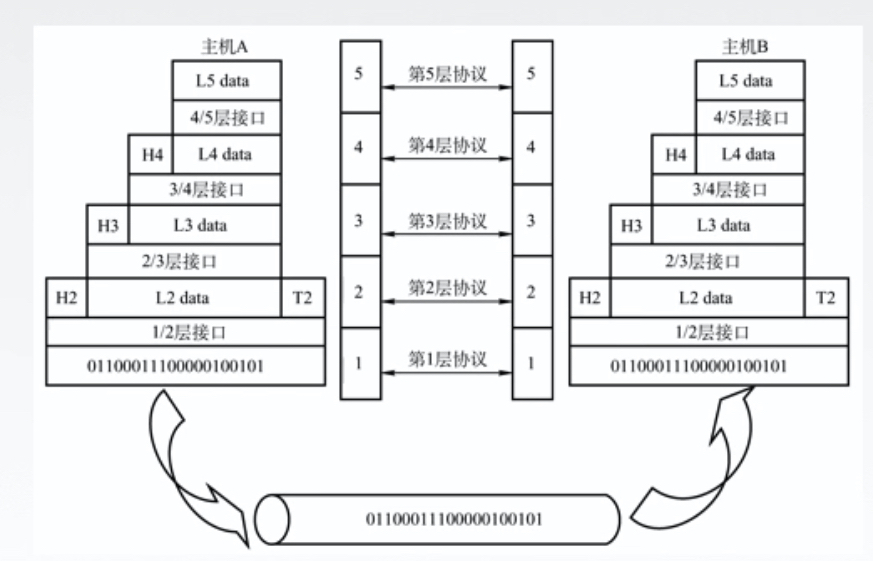 主机A
主机B
L5 data
5
第5层协议
5
L5 data
4/5层接口
4/5层接口
H4
L4 data
4
第4层协议
4
H4
L4 data
3/4层接口
3/4层接口
H3
L3 data
3
第3层协议
3
H3
L3 data
2/3层接口
2/3层接口
H2
L2 data
T2
2
第2层协议
2
H2
L2 data
T2
1/2层接口
1/2层接口
01100011100000100101
1
第1层协议
1
01100011100000100101
01100011100000100101